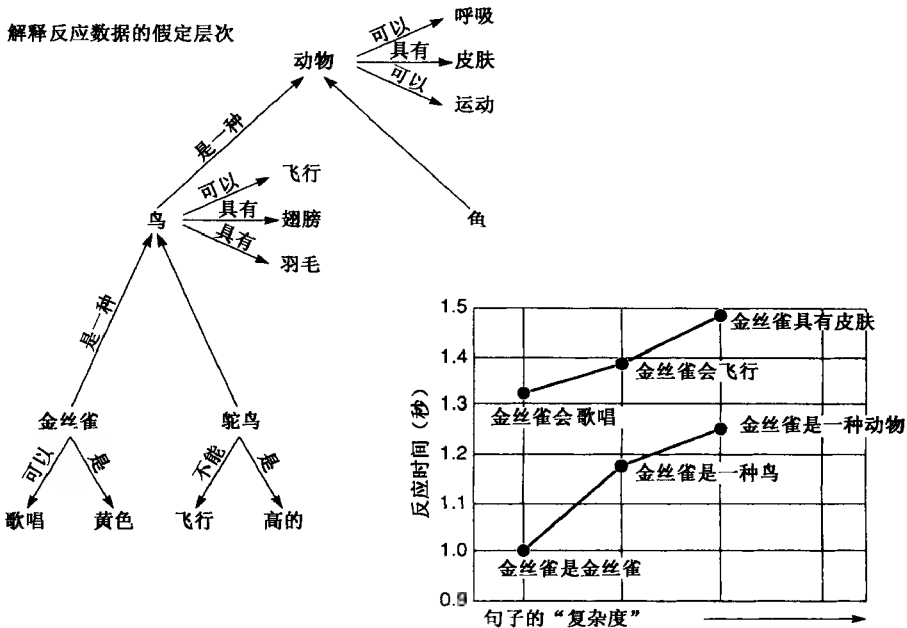 解释反应数据的假定层次
动物
可以
呼吸
具有
皮肤
可以
运动
是一种
鸟
可以
飞行
具有
翅膀
具有
羽毛
鱼
是一种
金丝雀
鸵鸟
可以
是
不能
是
歌唱
黄色
飞行
高的
反应时间（秒）
1.5
1.4
1.3
1.2
1.1
1.0
0.9
金丝雀具有皮肤
金丝雀会飞行
金丝雀会歌唱
金丝雀是一种动物
金丝雀是一种鸟
金丝雀是金丝雀
句子的“复杂度”